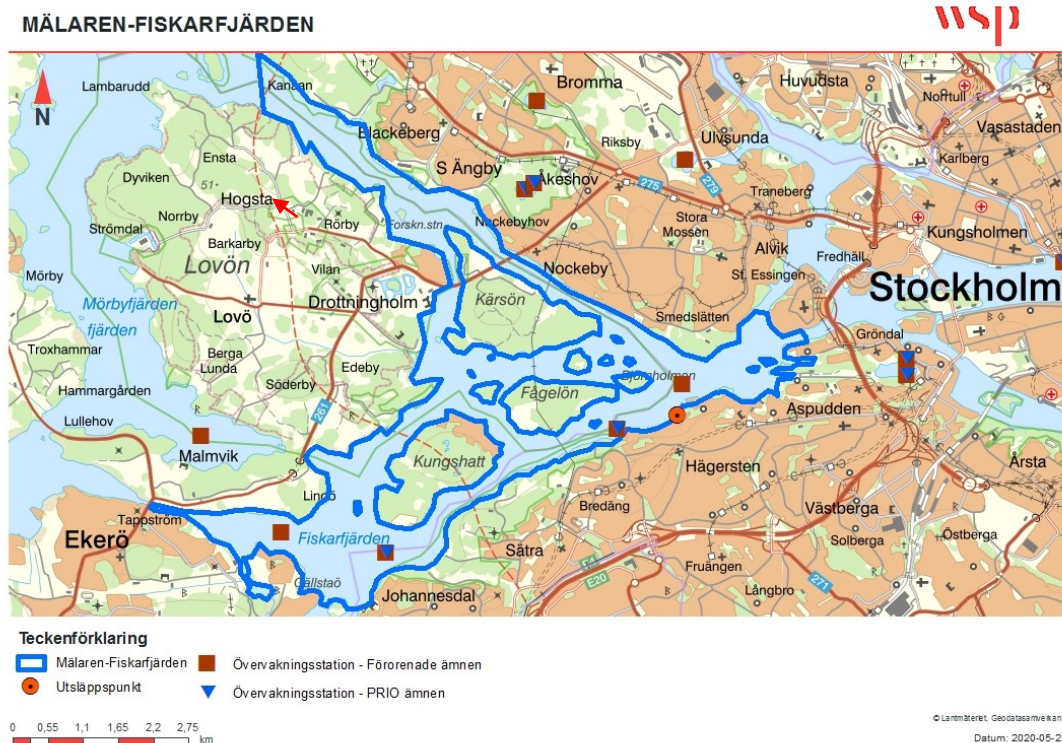 MÄLAREN-FISKARFJÄRDEN
wsp
N
Lambarudd
Kanaan
Bromma
Huvudsta
Norrtull
Vasastaden
Blackeberg
Riksby
Ulvsunda
Karlberg
Ensta
S Ängby
Åkeshov
275
279
Traneberg
Dyviken
51
Hogsta
Norrby
Rörby
Forskn.stn.
Nockebyhov
Stora
Mossen
Kungsholmen
Strömdal
Barkarby
Alvik
Fredhäll
Lovön
Vilan
Nockeby
St. Essingen
Mörby
Drottningholm
Kärsön
Stockholm
Mörbyfjärden
fjärden
Lovö
Smedslätten
Gröndal
Troxhammar
Berga
Lunda
Edeby
Björnholmen
Hammargården
Söderby
Fågelön
Aspudden
261
Lullehov
Malmvik
Kungshatt
Hägersten
Årsta
Lindö
Bredäng
Västberga
Tappström
Ekerö
Fiskarfjärden
Sätra
Solberga
Östberga
E20
Fruängen
Gällstaö
Johannesdal
Långbro
271
Teckenförklaring
Mälaren-Fiskarfjärden
Övervakningsstation - Förorenade ämnen
Utsläppspunkt
Övervakningsstation - PRIO ämnen
0 0,55 1,1 1,65 2,2 2,75
km
© Lantmäteriet, Geodatasamverkan
Datum: 2020-05-2